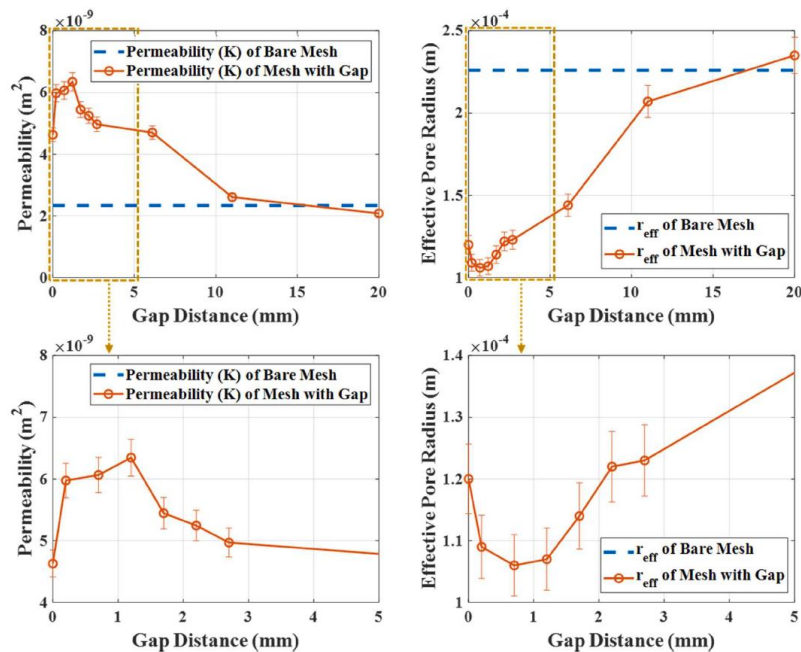 ×10⁻⁹
Permeability (K) of Bare Mesh
Permeability (K) of Mesh with Gap
Permeability (m²)
8
6
4
2
0
0 5 10 15 20
Gap Distance (mm)
×10⁻⁴
2.5
2
1.5
1
Effective Pore Radius (m)
r_eff of Bare Mesh
r_eff of Mesh with Gap
0 5 10 15 20
Gap Distance (mm)
×10⁻⁹
Permeability (K) of Bare Mesh
Permeability (K) of Mesh with Gap
Permeability (m²)
8
7
6
5
4
0 1 2 3 4 5
Gap Distance (mm)
×10⁻⁴
1.4
1.3
1.2
1.1
1
Effective Pore Radius (m)
r_eff of Bare Mesh
r_eff of Mesh with Gap
0 1 2 3 4 5
Gap Distance (mm)